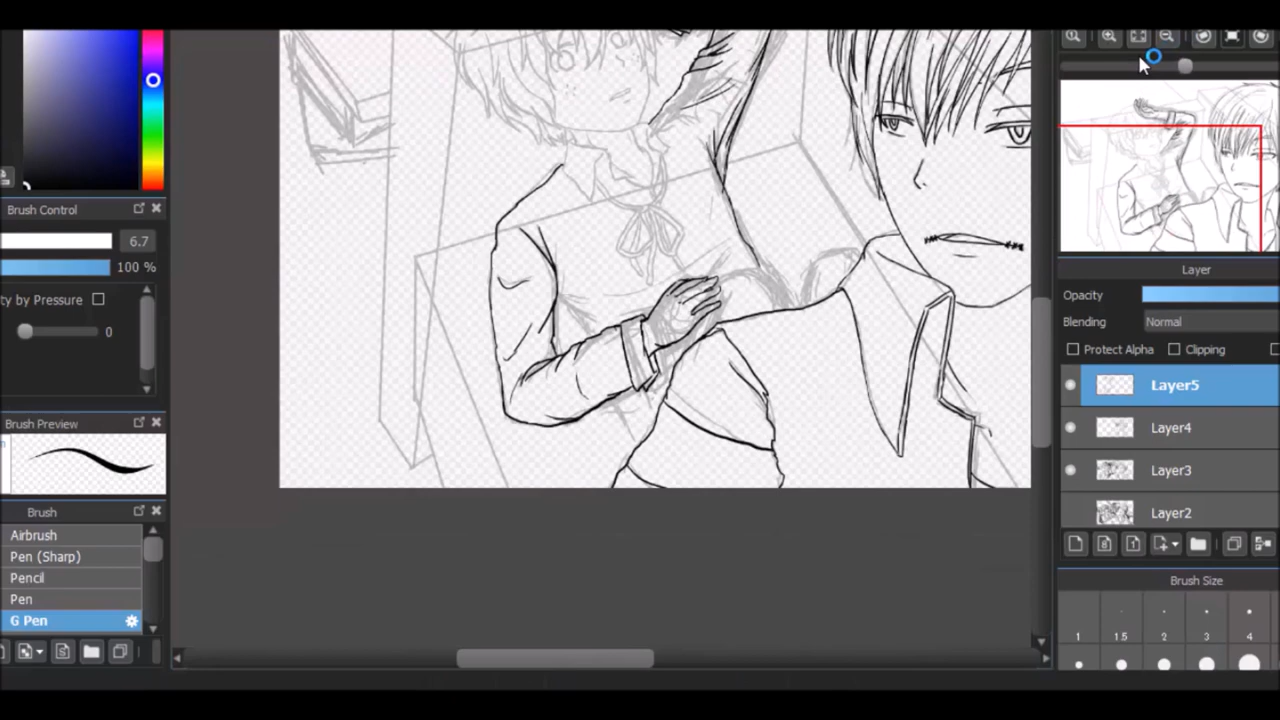 Brush Control
6.7
100 %
ty by Pressure
0
Brush Preview
Brush
Airbrush
Pen (Sharp)
Pencil
Pen
G Pen
Layer
Opacity
Blending
Normal
Protect Alpha
Clipping
Layer5
Layer4
Layer3
Layer2
Brush Size
1
1.5
2
3
4